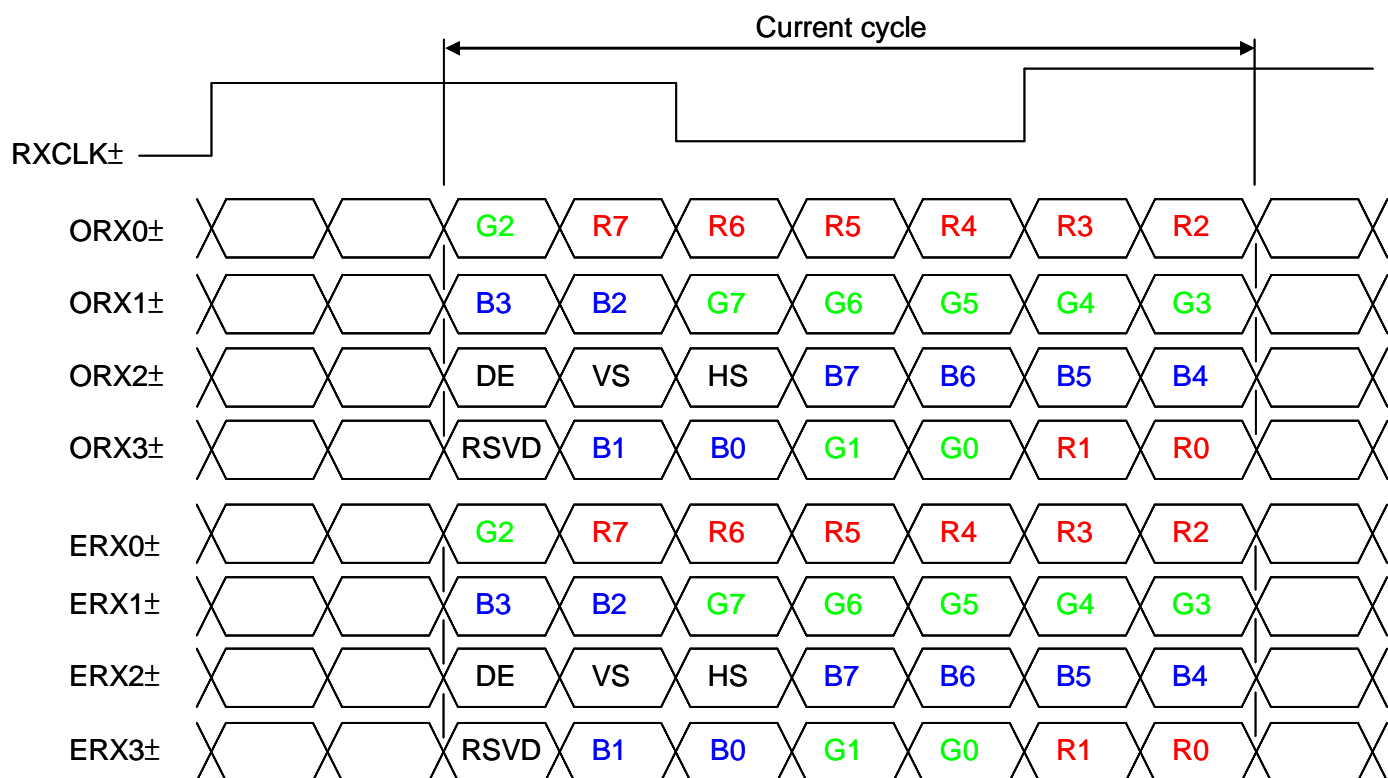 Current cycle
RXCLK±
ORX0± G2 R7 R6 R5 R4 R3 R2
ORX1± B3 B2 G7 G6 G5 G4 G3
ORX2± DE VS HS B7 B6 B5 B4
ORX3± RSVD B1 B0 G1 G0 R1 R0
ERX0± G2 R7 R6 R5 R4 R3 R2
ERX1± B3 B2 G7 G6 G5 G4 G3
ERX2± DE VS HS B7 B6 B5 B4
ERX3± RSVD B1 B0 G1 G0 R1 R0